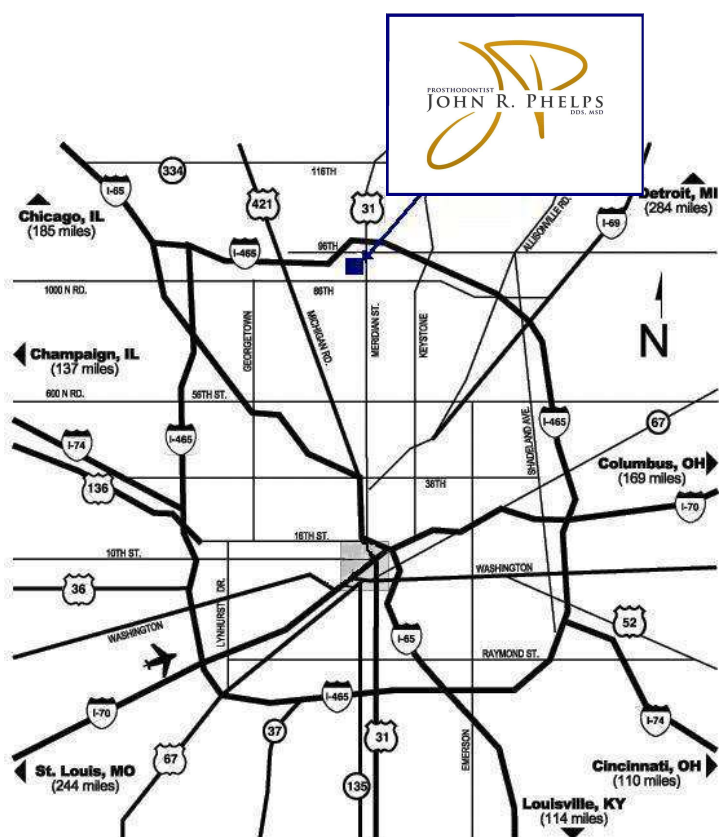 PROSTHODONTIST
JOHN R. PHELPS
DDS, MSD
334
116TH
I-65
421
31
Detroit, MI
(284 miles)
Chicago, IL
(185 miles)
I-69
ALLISONVILLE RD.
I-465
96TH
1000 N RD.
86TH
N
GEORGETOWN
MICHIGAN RD.
MERIDIAN ST.
KEYSTONE
Champaign, IL
(137 miles)
600 N RD.
56TH ST.
I-465
I-74
I-465
67
SHADELAND AVE.
Columbus, OH
(169 miles)
136
38TH
I-70
16TH ST.
10TH ST.
WASHINGTON
36
LYNHURST DR.
WASHINGTON
I-65
52
RAYMOND ST.
I-465
I-70
37
31
I-74
67
EMERSON
St. Louis, MO
(244 miles)
135
Cincinnati, OH
(110 miles)
Louisville, KY
(114 miles)